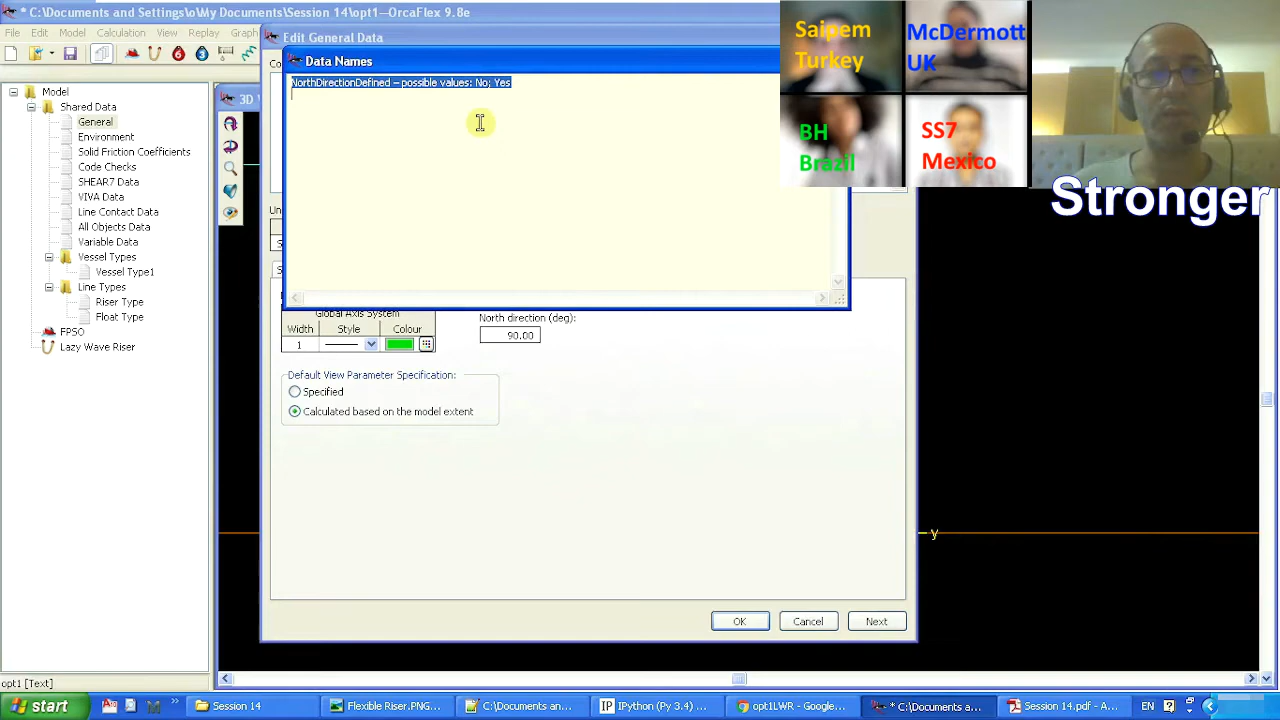 * C:\Documents and Settings\o\My Documents\Session 14\opt1—OrcaFlex 9.8e
File Edit Model Calculation Replay Graph
Model
Shared Data
General
Environment
Solid Friction Coefficients
Code Checks
SHEAR7 Data
VIVA Data
Line Contact Data
All Objects Data
Variable Data
Vessel Types
Vessel Type1
Line Types
Riser Type
Float Type
FPSO
Lazy Wave Riser
opt1 [Text]
3D V
Edit General Data
Data Names
NorthDirectionDefined – possible values: No; Yes
Co
Un
S
Global Axis System
Width Style Colour
1
North direction (deg):
90.00
Default View Parameter Specification:
Specified
Calculated based on the model extent
OK Cancel Next
y
Saipem
Turkey
McDermott
UK
BH
Brazil
SS7
Mexico
Stronger
start
Session 14
Flexible Riser.PNG...
C:\Documents a...
IPython (Py 3.4) ...
opt1LWR - Google...
* C:\Documents a...
Session 14.pdf - A...